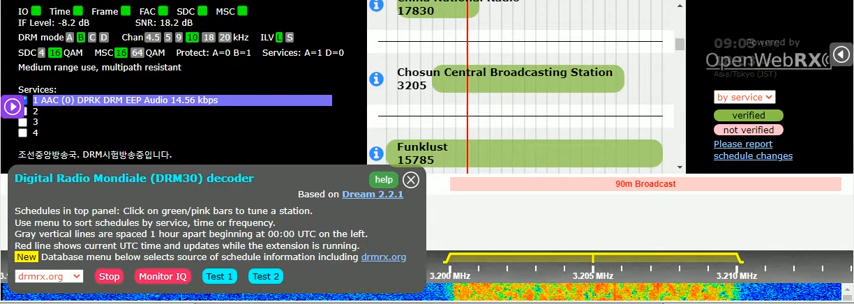 IO Time Frame FAC SDC MSC
IF Level: -8.2 dB SNR: 18.2 dB
DRM mode A B C D Chan 4.5 5 9 10 18 20 kHz ILV L S
SDC 4 16 QAM MSC 16 64 QAM Protect: A=0 B=1 Services: A=1 D=0
Medium range use, multipath resistant
Services:
1 AAC (0) DPRK DRM EEP Audio 14.56 kbps
2
3
4
조선중앙방송국. DRM시험방송중입니다.
China National Radio
17830
Chosun Central Broadcasting Station
3205
Funklust
15785
Powered by
OpenWebRX
Asia/Tokyo (JST)
by service
verified
not verified
Please report
schedule changes
Digital Radio Mondiale (DRM30) decoder
help
Based on Dream 2.2.1
Schedules in top panel: Click on green/pink bars to tune a station.
Use menu to sort schedules by service, time or frequency.
Gray vertical lines are spaced 1 hour apart beginning at 00:00 UTC on the left.
Red line shows current UTC time and updates while the extension is running.
New Database menu below selects source of schedule information including drmrx.org
drmrx.org Stop Monitor IQ Test 1 Test 2
90m Broadcast
3.200 MHz 3.205 MHz 3.210 MHz